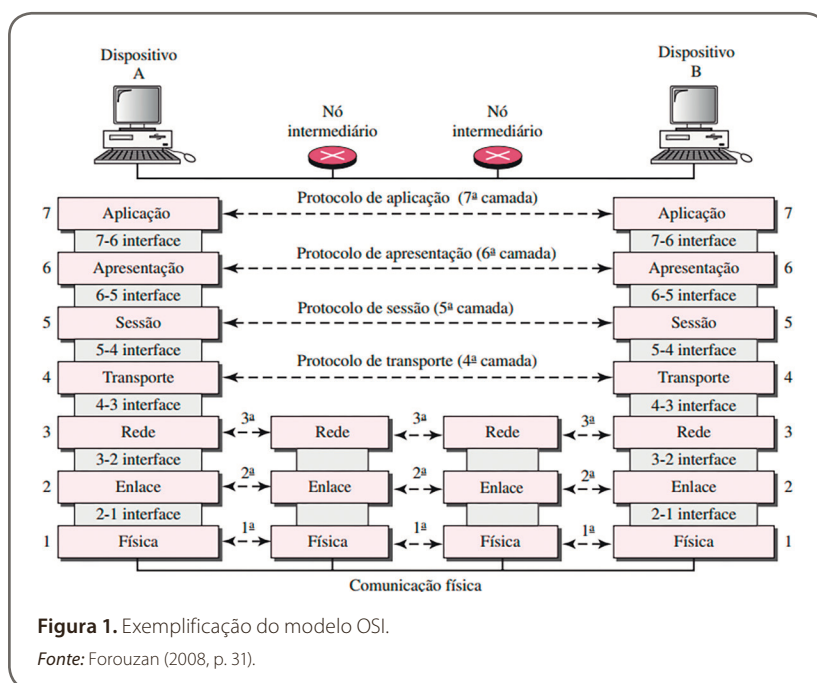 Dispositivo
A
Dispositivo
B
Nó
intermediário
Nó
intermediário
Protocolo de aplicação (7ª camada)
7 Aplicação Aplicação 7
7-6 interface 7-6 interface
Protocolo de apresentação (6ª camada)
6 Apresentação Apresentação 6
6-5 interface 6-5 interface
Protocolo de sessão (5ª camada)
5 Sessão Sessão 5
5-4 interface 5-4 interface
Protocolo de transporte (4ª camada)
4 Transporte Transporte 4
4-3 interface 4-3 interface
3 Rede 3ª Rede 3ª Rede 3ª Rede 3
3-2 interface 3-2 interface
2 Enlace 2ª Enlace 2ª Enlace 2ª Enlace 2
2-1 interface 2-1 interface
1 Física 1ª Física 1ª Física 1ª Física 1
Comunicação física
Figura 1. Exemplificação do modelo OSI.
Fonte: Forouzan (2008, p. 31).